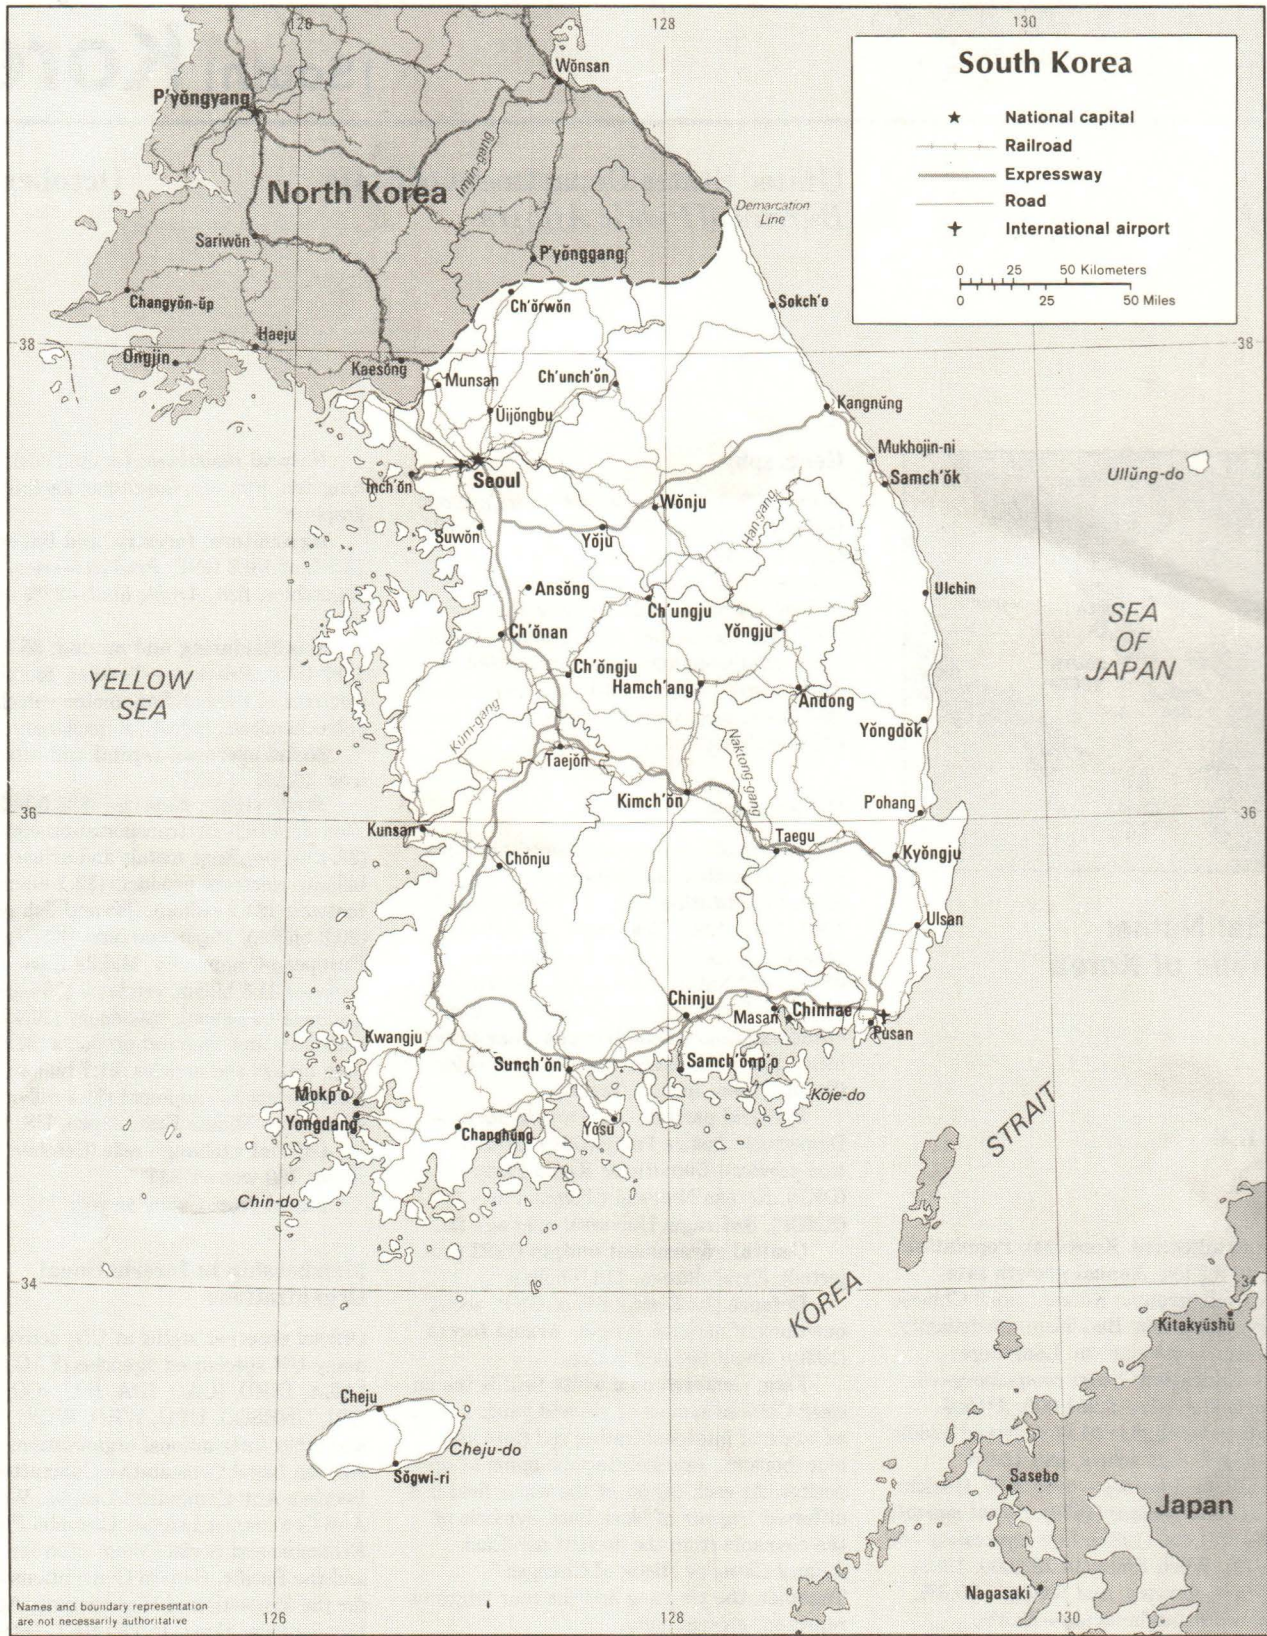 126
128
130
South Korea
National capital
Railroad
Expressway
Road
International airport
0 25 50 Kilometers
0 25 50 Miles
Wŏnsan
P'yŏngyang
Imjin-gang
North Korea
Demarcation
Line
Sariwŏn
P'yŏnggang
Changyŏn-ŭp
Ch'ŏrwŏn
Sokch'o
Haeju
38
38
Ongjin
Kaesŏng
Munsan
Ch'unch'ŏn
Kangnŭng
Ŭijŏngbu
Mukhojin-ni
Ullŭng-do
Inch'ŏn
Seoul
Samch'ŏk
Wŏnju
Han-gang
Suwŏn
Yŏju
Ansŏng
Ch'ungju
Ulchin
Ch'ŏnan
Yŏngju
SEA
OF
JAPAN
YELLOW
SEA
Ch'ŏngju
Hamch'ang
Andong
Kŭm-gang
Yŏngdŏk
Naktong-gang
Taejŏn
Kimch'ŏn
P'ohang
36
36
Kunsan
Taegu
Kyŏngju
Chŏnju
Ulsan
Chinju
Masan
Chinhae
Pusan
Kwangju
Sunch'ŏn
Samch'ŏnp'o
Mokp'o
Kŏje-do
Yongdang
Changhŭng
Yŏsu
Chin-do
KOREA STRAIT
34
34
Kitakyūshū
Cheju
Cheju-do
Sŏgwi-ri
Sasebo
Japan
Nagasaki
Names and boundary representation
are not necessarily authoritative
126
128
130